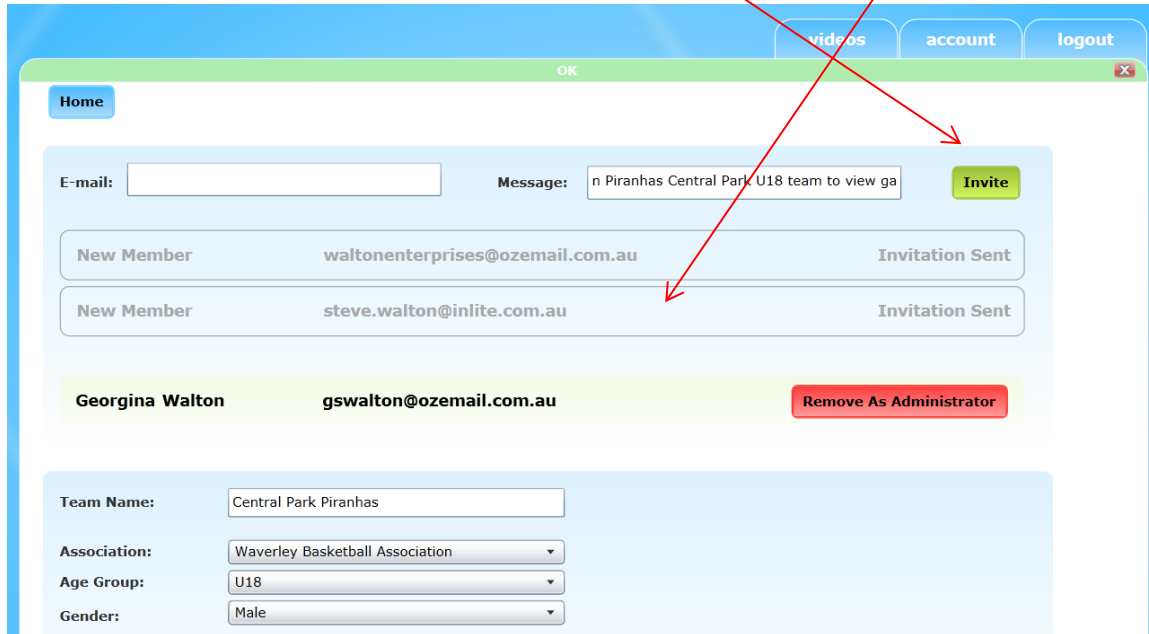 videos account logout
OK X
Home
E-mail: Message: n Piranhas Central Park U18 team to view ga Invite
New Member waltonenterprises@ozemail.com.au Invitation Sent
New Member steve.walton@inlite.com.au Invitation Sent
Georgina Walton gswalton@ozemail.com.au Remove As Administrator
Team Name: Central Park Piranhas
Association: Waverley Basketball Association
Age Group: U18
Gender: Male